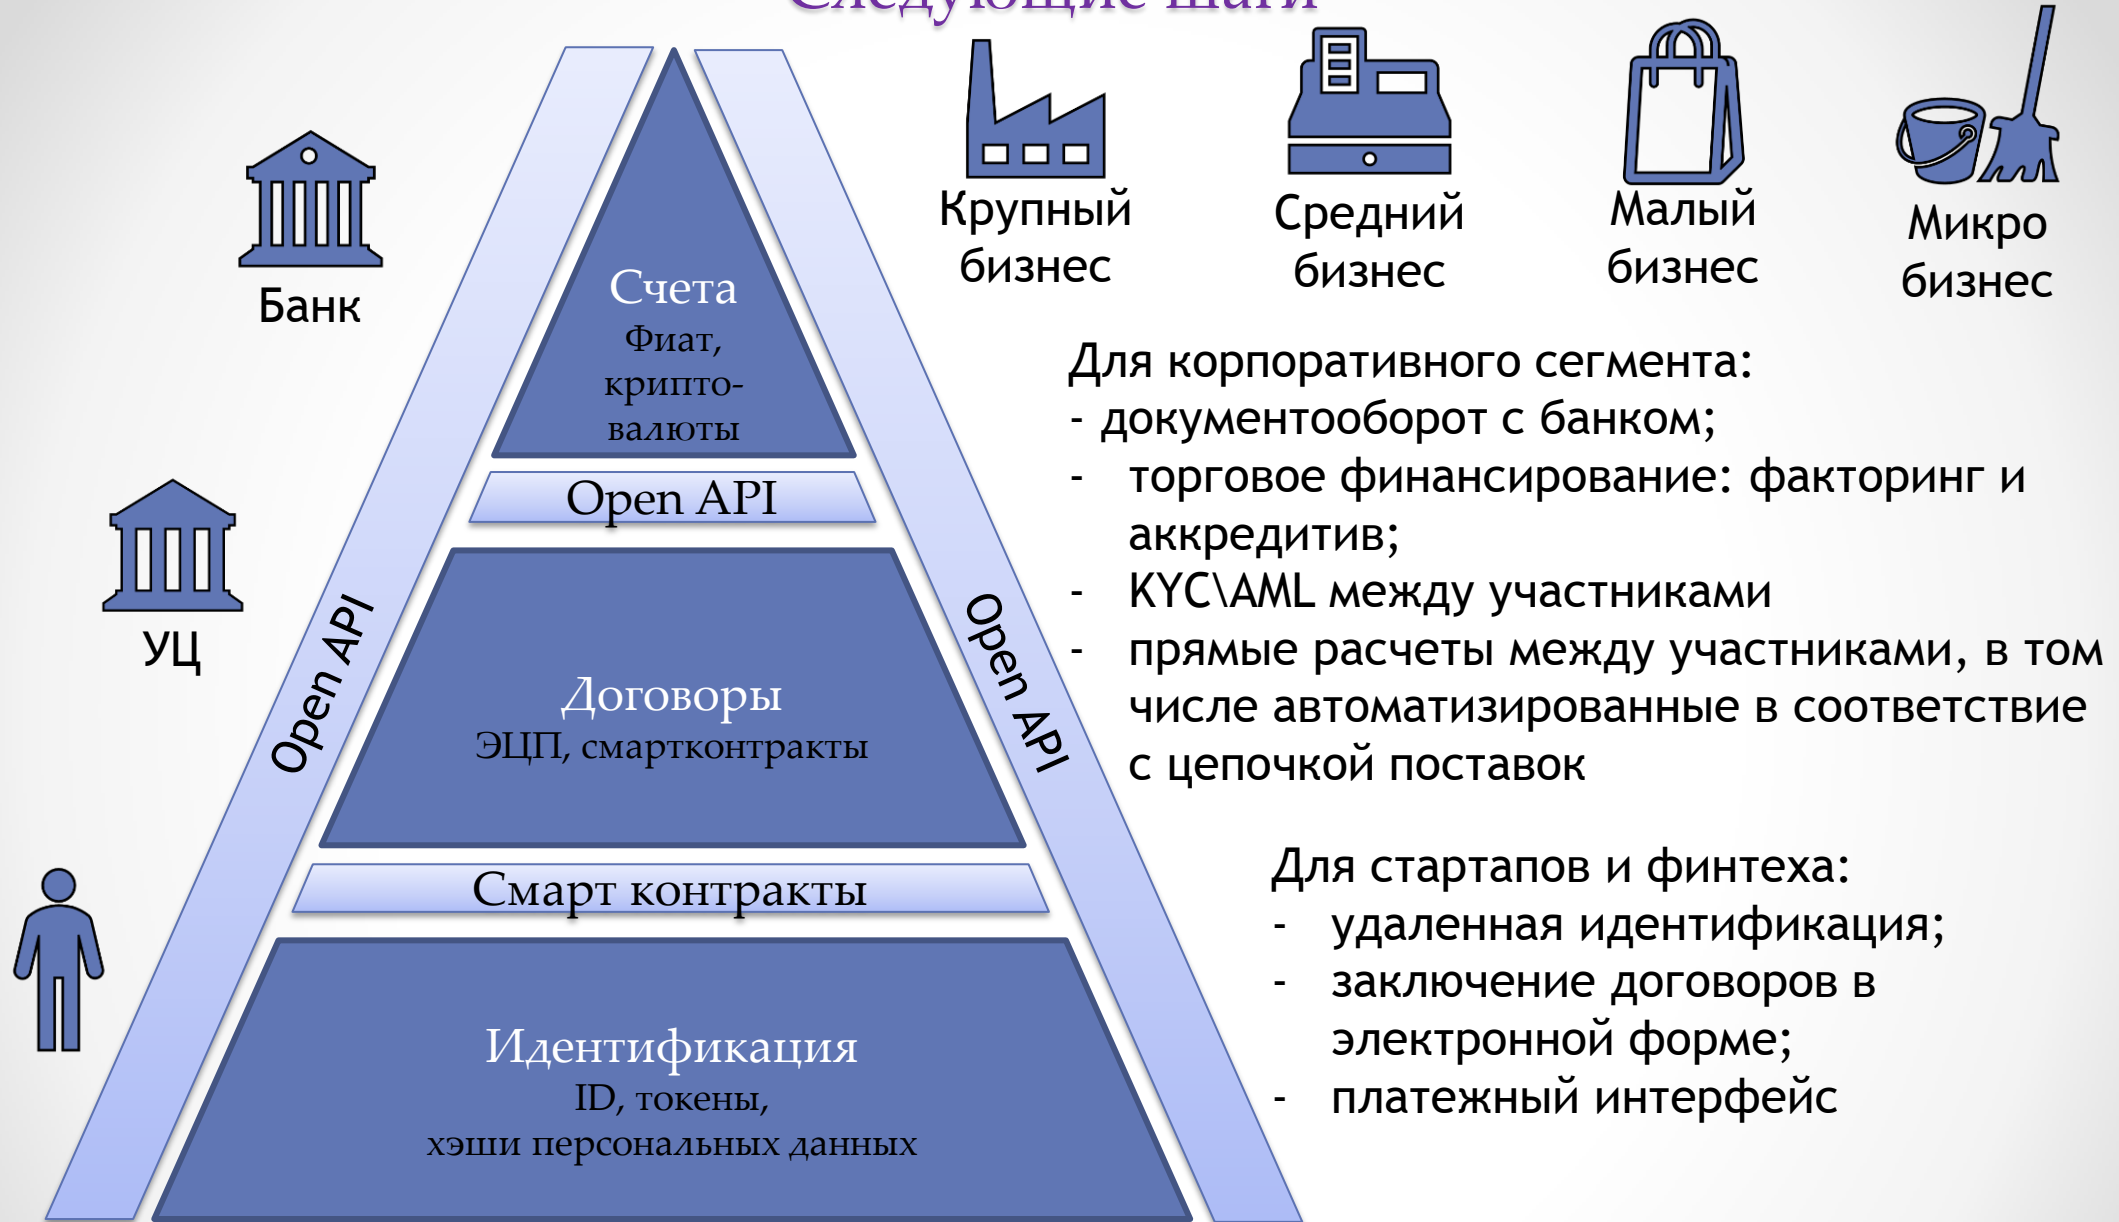 Следующие шаги
Банк
УЦ
Open API
Счета
Фиат,
крипто-
валюты
Open API
Договоры
ЭЦП, смартконтракты
Смарт контракты
Идентификация
ID, токены,
хэши персональных данных
Open API
Крупный
бизнес
Средний
бизнес
Малый
бизнес
Микро
бизнес
Для корпоративного сегмента:
- документооборот с банком;
- торговое финансирование: факторинг и
аккредитив;
- KYC\AML между участниками
- прямые расчеты между участниками, в том
числе автоматизированные в соответствие
с цепочкой поставок
Для стартапов и финтеха:
- удаленная идентификация;
- заключение договоров в
электронной форме;
- платежный интерфейс